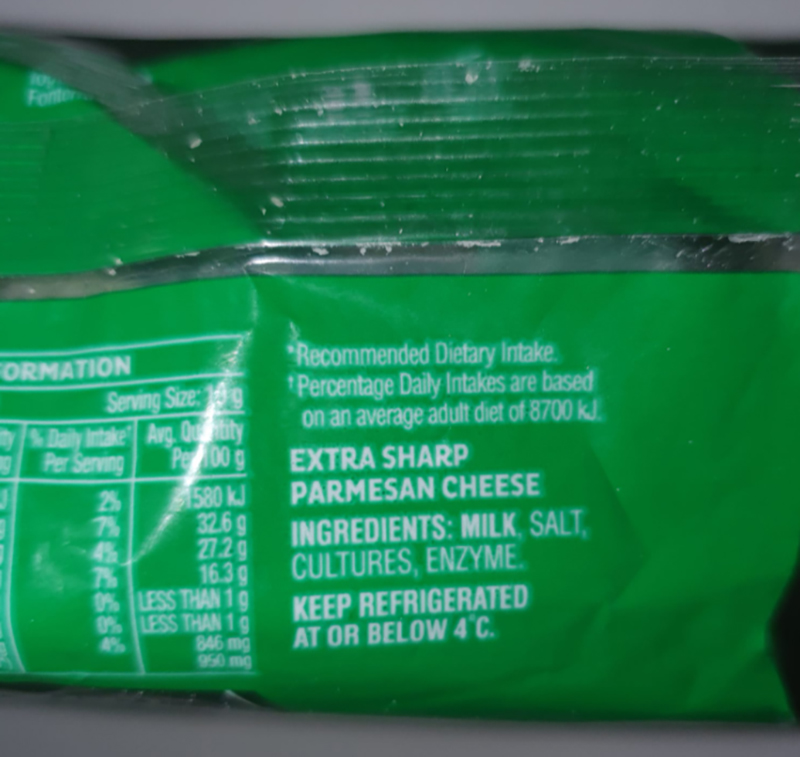 Fonter
ORMATION
Serving Size: g
% Daily Intake† Avg. Quantity
Per Serving Per 100 g
2% 1580 kJ
7% 32.6 g
4% 27.2 g
7% 16.3 g
0% LESS THAN 1 g
0% LESS THAN 1 g
4% 846 mg
950 mg
*Recommended Dietary Intake.
†Percentage Daily Intakes are based
on an average adult diet of 8700 kJ.
EXTRA SHARP
PARMESAN CHEESE
INGREDIENTS: MILK, SALT,
CULTURES, ENZYME.
KEEP REFRIGERATED
AT OR BELOW 4°C.